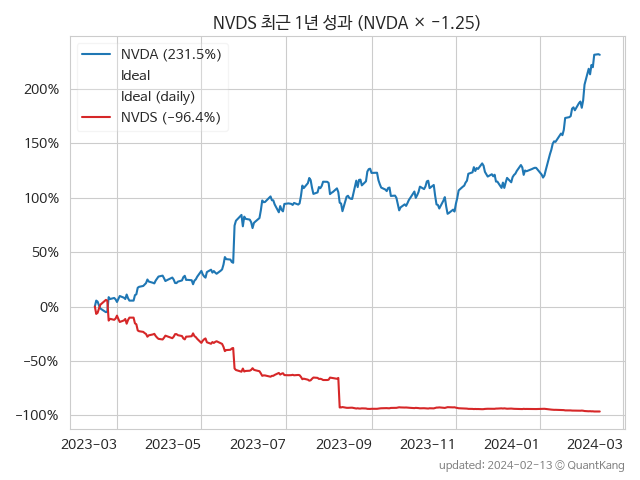 NVDS 최근 1년 성과 (NVDA × −1.25)
NVDA (231.5%)
Ideal
Ideal (daily)
NVDS (−96.4%)
200%
150%
100%
50%
0%
−50%
−100%
2023−03
2023−05
2023−07
2023−09
2023−11
2024−01
2024−03
updated: 2024−02−13 © QuantKang